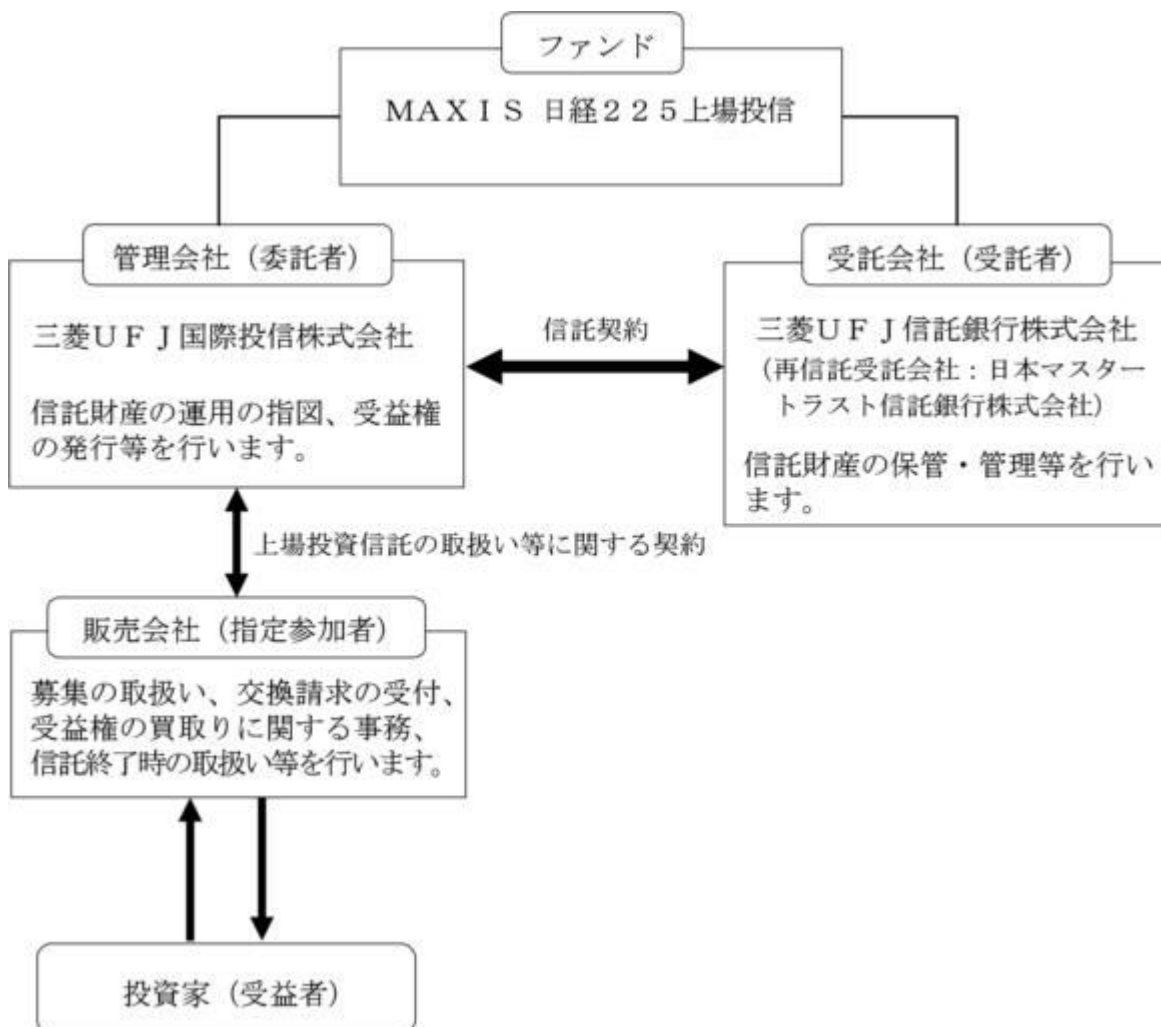 ファンド
ＭＡＸＩＳ 日経２２５上場投信
管理会社（委託者）
三菱ＵＦＪ国際投信株式会社
信託財産の運用の指図、受益権
の発行等を行います。
信託契約
受託会社（受託者）
三菱ＵＦＪ信託銀行株式会社
（再信託受託会社：日本マスター
トラスト信託銀行株式会社）
信託財産の保管・管理等を行い
ます。
上場投資信託の取扱い等に関する契約
販売会社（指定参加者）
募集の取扱い、交換請求の受付、
受益権の買取りに関する事務、
信託終了時の取扱い等を行います。
投資家（受益者）